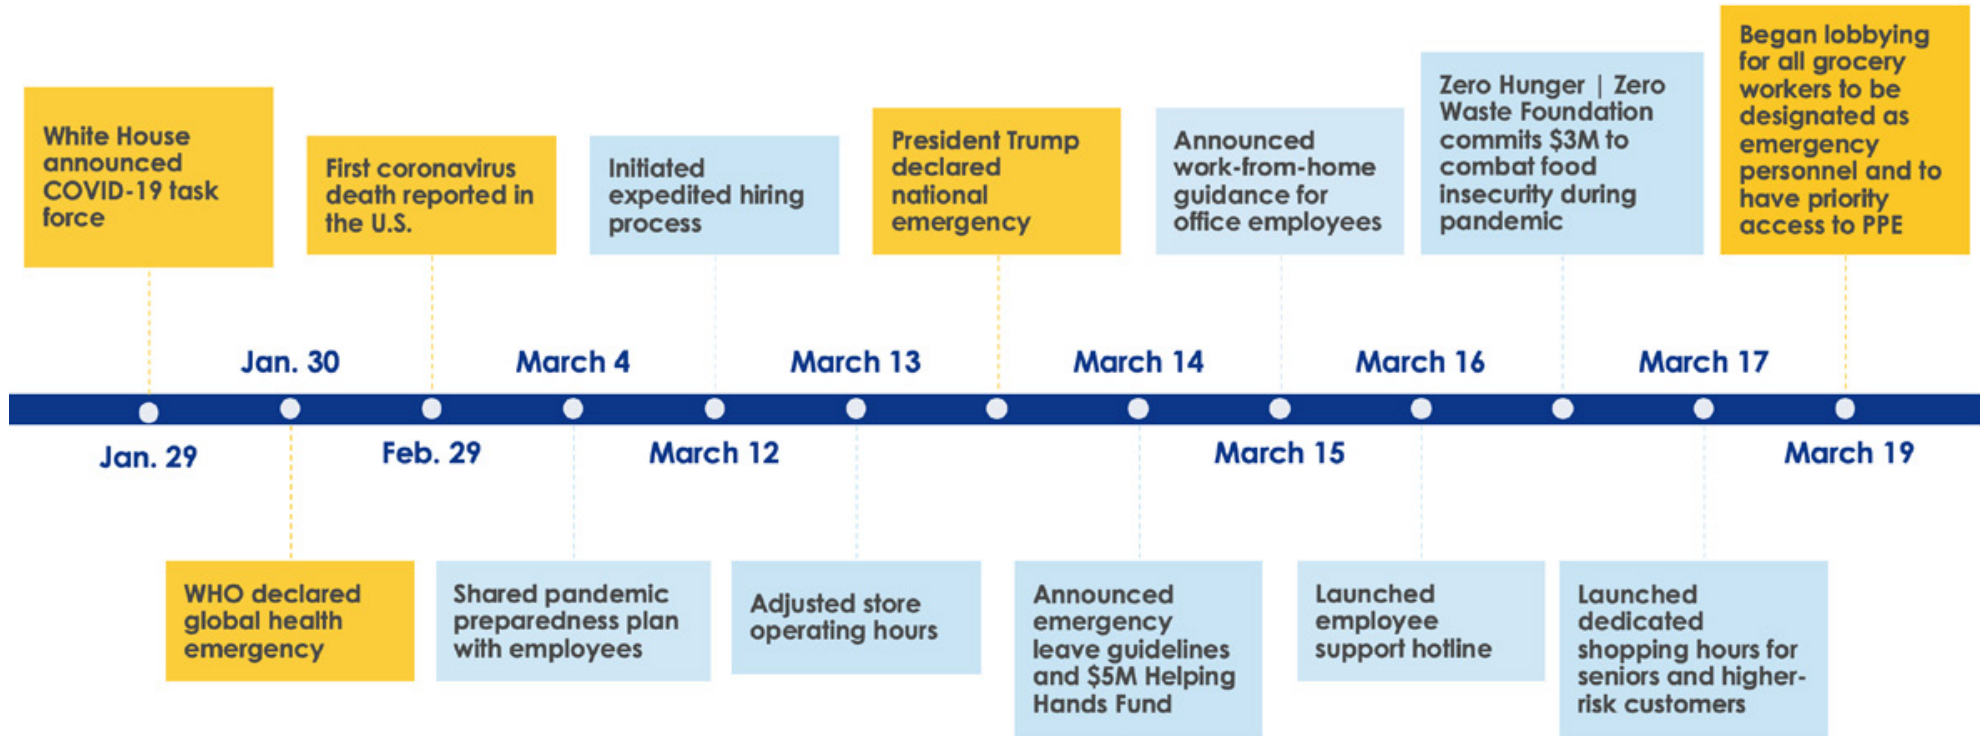 White House
announced
COVID-19 task
force
First coronavirus
death reported in
the U.S.
Initiated
expedited hiring
process
President Trump
declared
national
emergency
Announced
work-from-home
guidance for
office employees
Zero Hunger | Zero
Waste Foundation
commits $3M to
combat food
insecurity during
pandemic
Began lobbying
for all grocery
workers to be
designated as
emergency
personnel and to
have priority
access to PPE
Jan. 30
March 4
March 13
March 14
March 16
March 17
Jan. 29
Feb. 29
March 12
March 15
March 19
WHO declared
global health
emergency
Shared pandemic
preparedness plan
with employees
Adjusted store
operating hours
Announced
emergency
leave guidelines
and $5M Helping
Hands Fund
Launched
employee
support hotline
Launched
dedicated
shopping hours for
seniors and higher-
risk customers